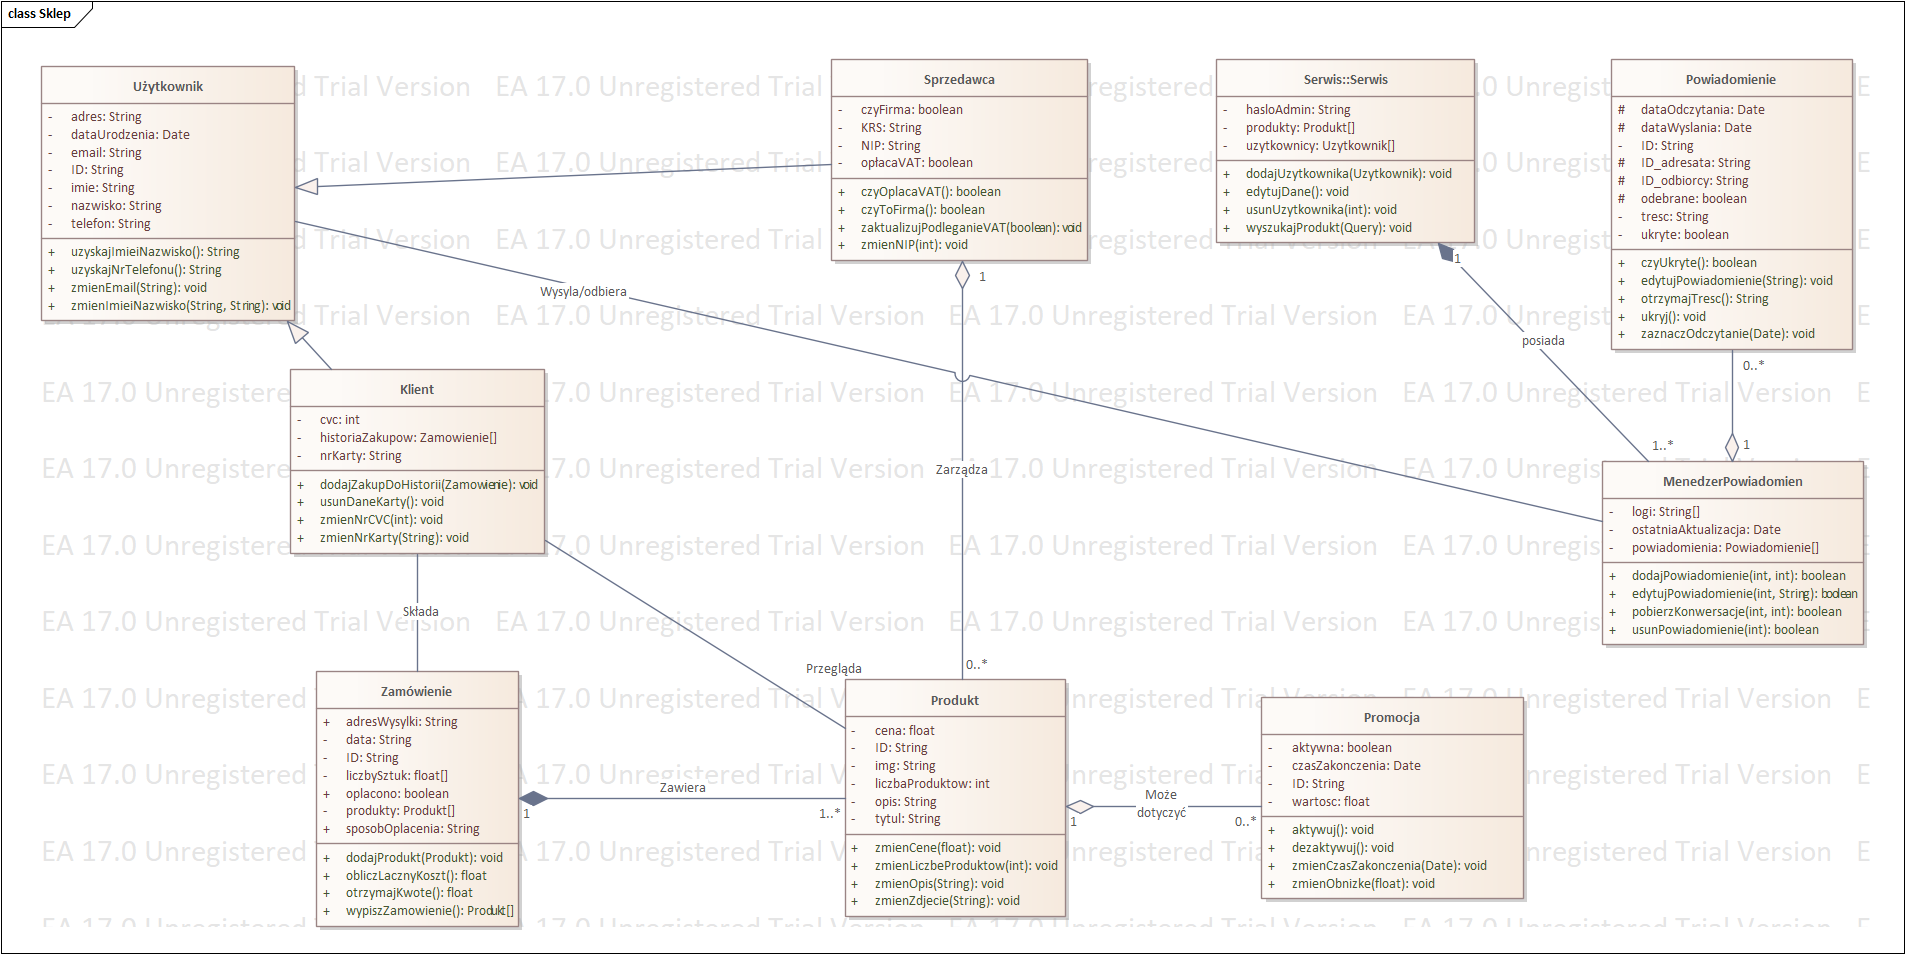 class Sklep
Użytkownik
- adres: String
- dataUrodzenia: Date
- email: String
- ID: String
- imie: String
- nazwisko: String
- telefon: String
+ uzyskajImieiNazwisko(): String
+ uzyskajNrTelefonu(): String
+ zmienEmail(String): void
+ zmienImieiNazwisko(String, String): void
Sprzedawca
- czyFirma: boolean
- KRS: String
- NIP: String
- opłacaVAT: boolean
+ czyOplacaVAT(): boolean
+ czyToFirma(): boolean
+ zaktualizujPodleganieVAT(boolean): void
+ zmienNIP(int): void
Serwis::Serwis
- hasloAdmin: String
- produkty: Produkt[]
- uzytkownicy: Uzytkownik[]
+ dodajUzytkownika(Uzytkownik): void
+ edytujDane(): void
+ usunUzytkownika(int): void
+ wyszukajProdukt(Query): void
Powiadomienie
# dataOdczytania: Date
# dataWyslania: Date
- ID: String
# ID_adresata: String
# ID_odbiorcy: String
# odebrane: boolean
- tresc: String
- ukryte: boolean
+ czyUkryte(): boolean
+ edytujPowiadomienie(String): void
+ otrzymajTresc(): String
+ ukryj(): void
+ zaznaczOdczytanie(Date): void
Wysyla/odbiera
1
1
posiada
0..*
1..*
1
Klient
- cvc: int
- historiaZakupow: Zamowienie[]
- nrKarty: String
+ dodajZakupDoHistorii(Zamowienie): void
+ usunDaneKarty(): void
+ zmienNrCVC(int): void
+ zmienNrKarty(String): void
Zarządza
MenedzerPowiadomien
- logi: String[]
- ostatniaAktualizacja: Date
- powiadomienia: Powiadomienie[]
+ dodajPowiadomienie(int, int): boolean
+ edytujPowiadomienie(int, String): boolean
+ pobierzKonwersacje(int, int): boolean
+ usunPowiadomienie(int): boolean
Składa
Przegląda
0..*
Zamówienie
+ adresWysylki: String
- data: String
- ID: String
- liczbySztuk: float[]
+ oplacono: boolean
- produkty: Produkt[]
+ sposobOplacenia: String
+ dodajProdukt(Produkt): void
+ obliczLacznyKoszt(): float
+ otrzymajKwote(): float
+ wypiszZamowienie(): Produkt[]
Zawiera
1
1..*
Produkt
- cena: float
- ID: String
- img: String
- liczbaProduktow: int
- opis: String
- tytul: String
+ zmienCene(float): void
+ zmienLiczbeProduktow(int): void
+ zmienOpis(String): void
+ zmienZdjecie(String): void
Może
dotyczyć
1
0..*
Promocja
- aktywna: boolean
- czasZakonczenia: Date
- ID: String
- wartosc: float
+ aktywuj(): void
+ dezaktywuj(): void
+ zmienCzasZakonczenia(Date): void
+ zmienObnizke(float): void
EA 17.0 Unregistered Trial Version